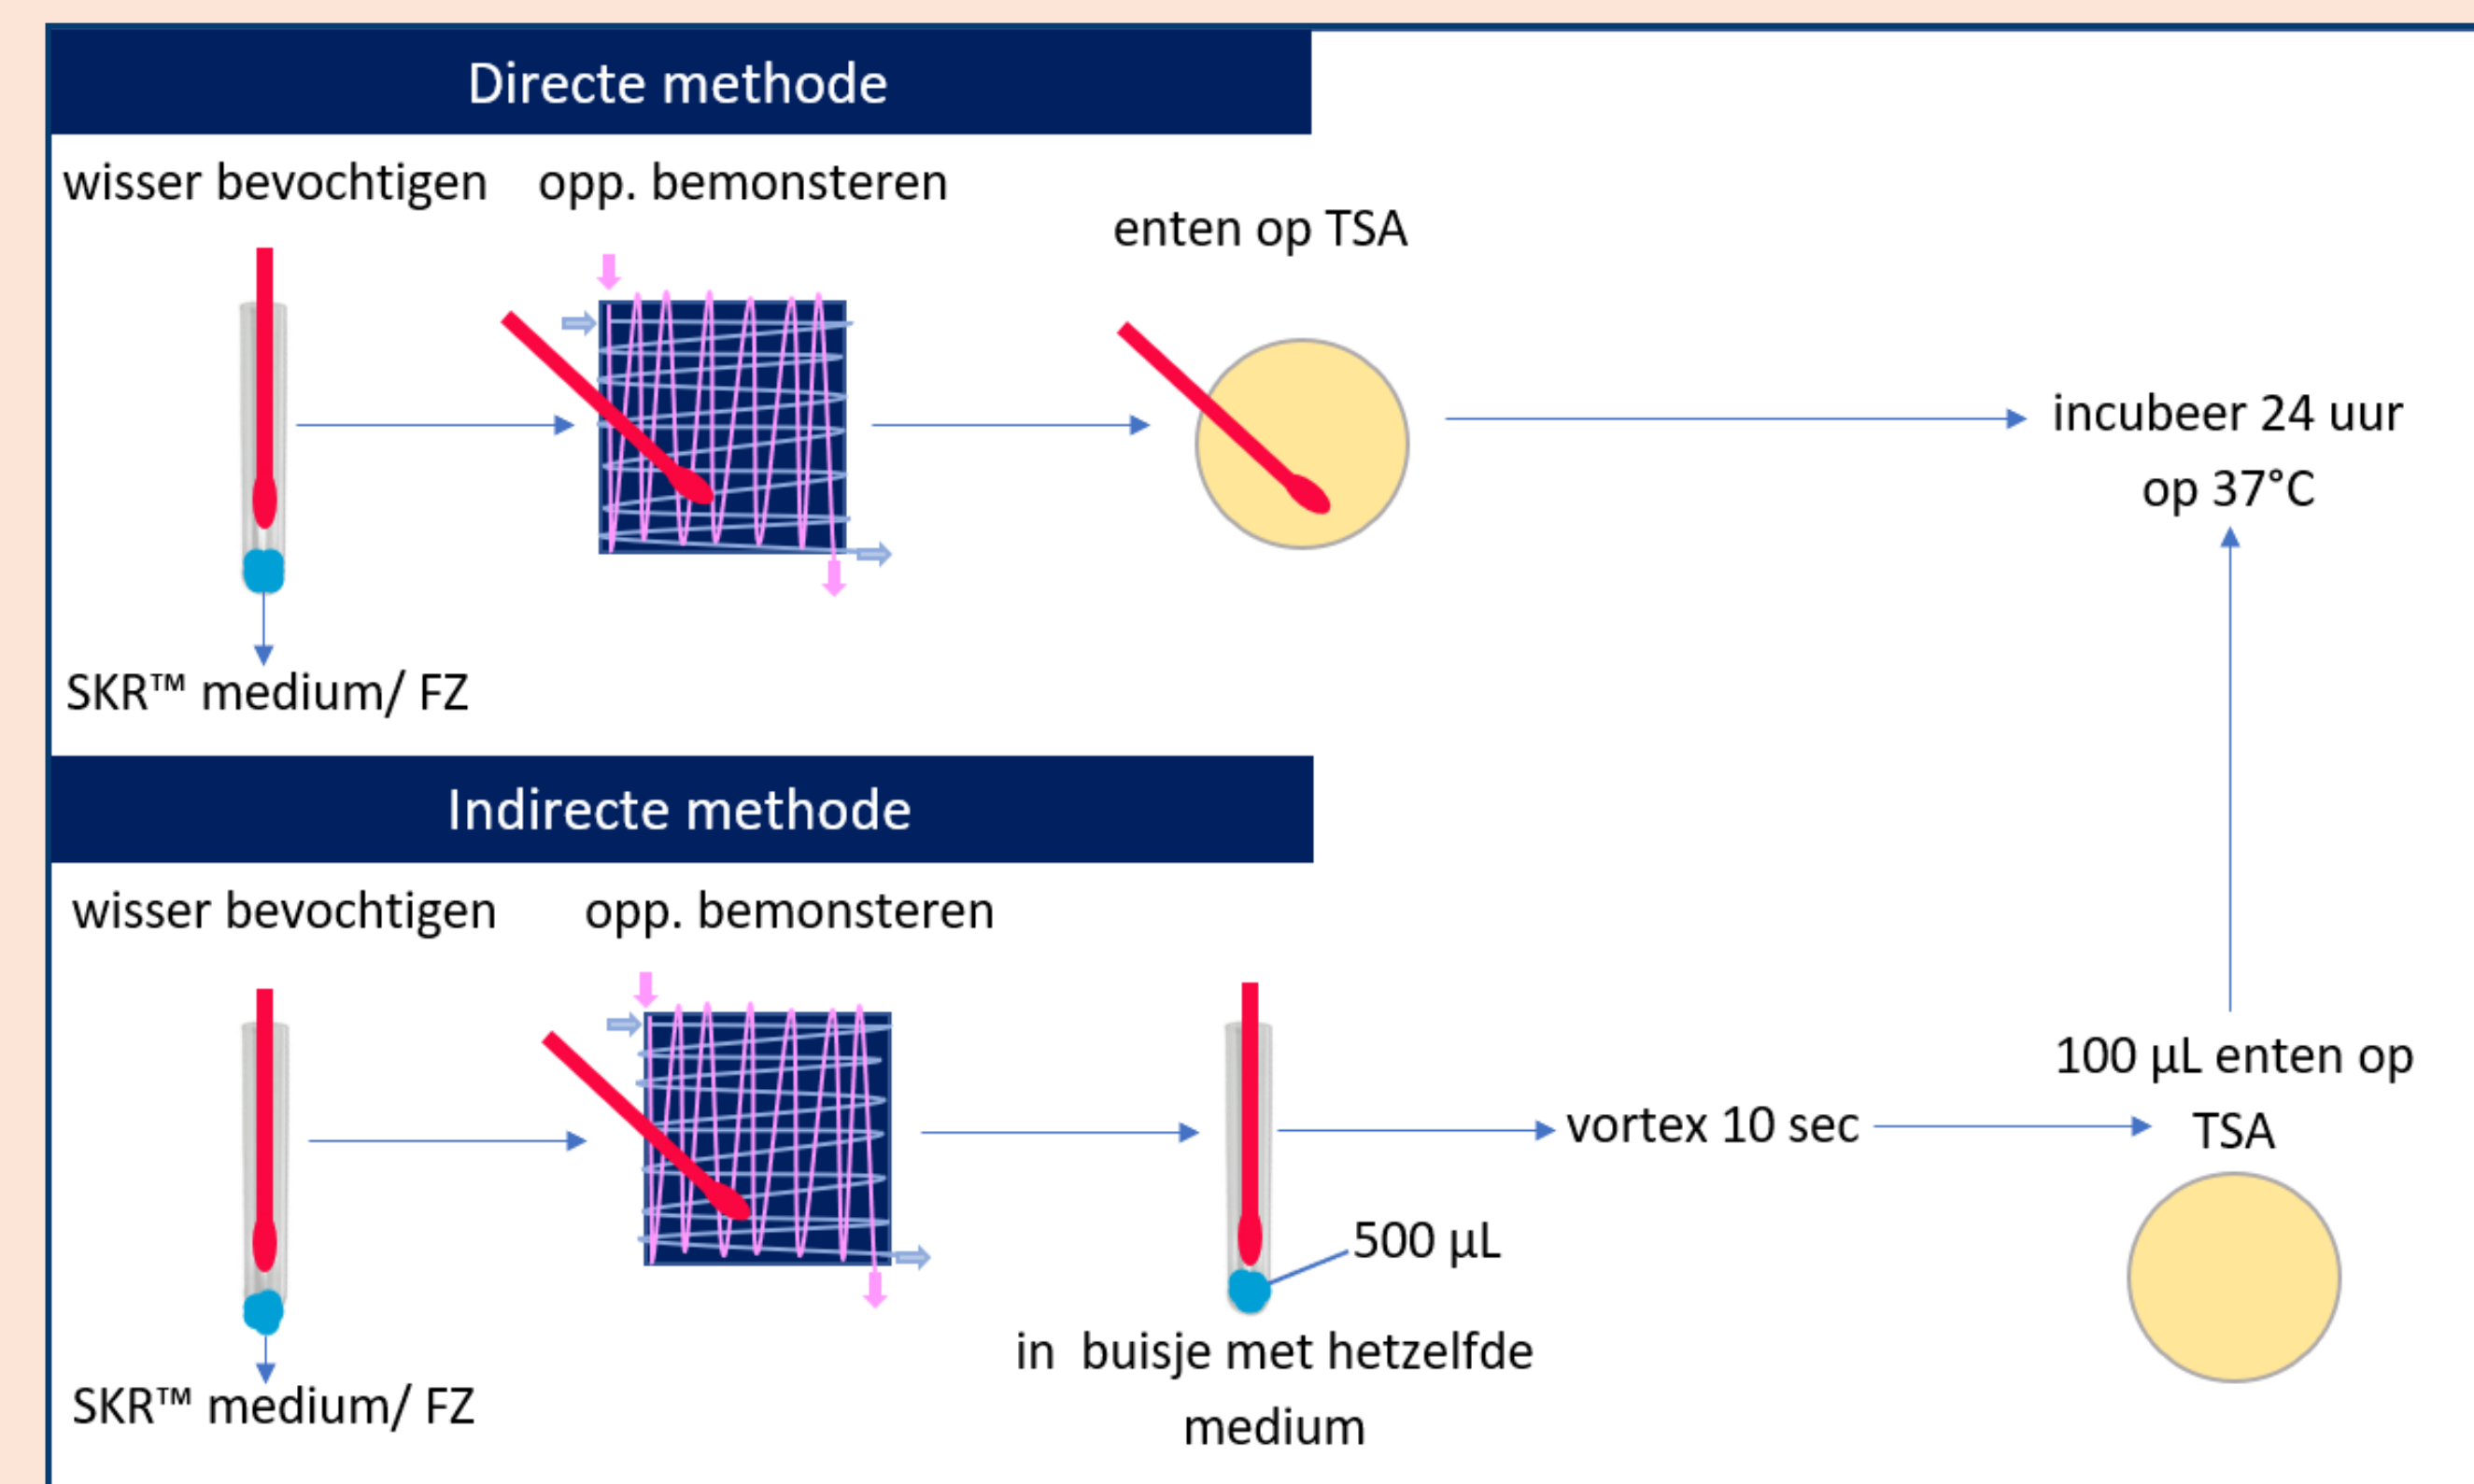 Directe methode
wisser bevochtigen
opp. bemonsteren
enten op TSA
incubeer 24 uur
op 37°C
SKR™ medium/ FZ
Indirecte methode
wisser bevochtigen
opp. bemonsteren
100 µL enten op
TSA
vortex 10 sec
500 µL
in buisje met hetzelfde
medium
SKR™ medium/ FZ